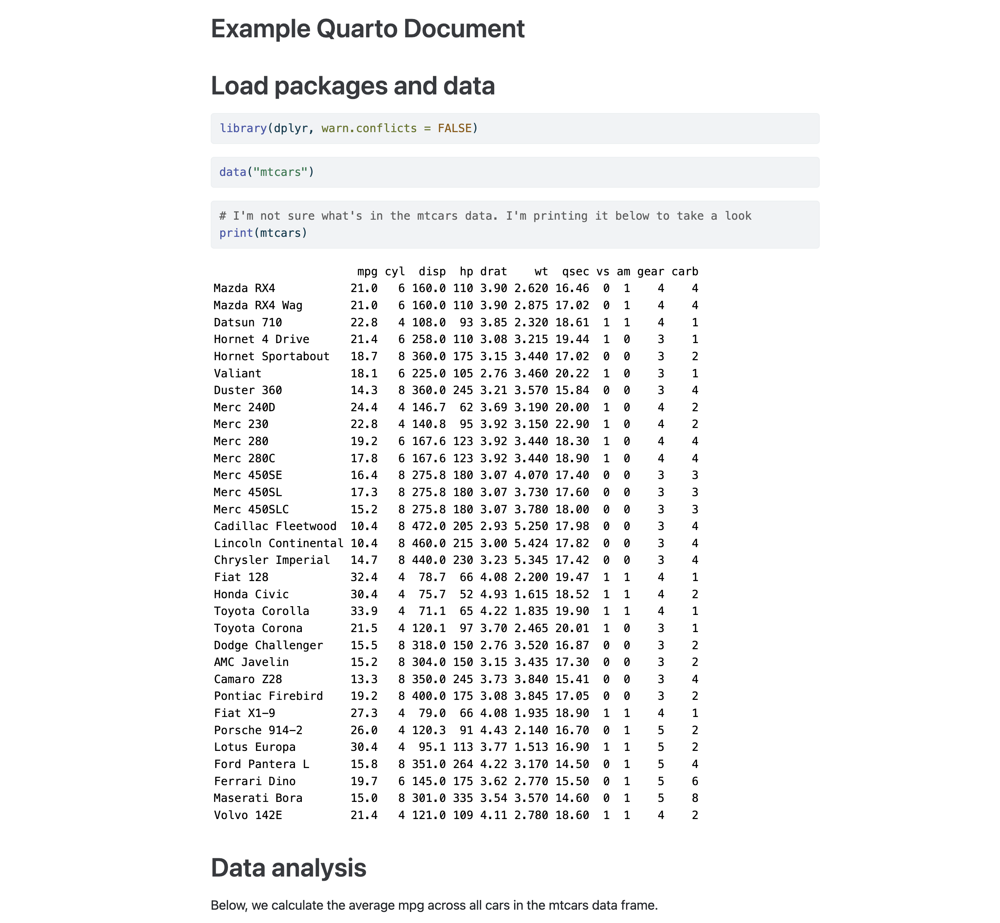 Example Quarto Document
Load packages and data
library(dplyr, warn.conflicts = FALSE)
data("mtcars")
# I'm not sure what's in the mtcars data. I'm printing it below to take a look
print(mtcars)
                     mpg cyl  disp  hp drat    wt  qsec vs am gear carb
Mazda RX4           21.0   6 160.0 110 3.90 2.620 16.46  0  1    4    4
Mazda RX4 Wag       21.0   6 160.0 110 3.90 2.875 17.02  0  1    4    4
Datsun 710          22.8   4 108.0  93 3.85 2.320 18.61  1  1    4    1
Hornet 4 Drive      21.4   6 258.0 110 3.08 3.215 19.44  1  0    3    1
Hornet Sportabout   18.7   8 360.0 175 3.15 3.440 17.02  0  0    3    2
Valiant             18.1   6 225.0 105 2.76 3.460 20.22  1  0    3    1
Duster 360          14.3   8 360.0 245 3.21 3.570 15.84  0  0    3    4
Merc 240D           24.4   4 146.7  62 3.69 3.190 20.00  1  0    4    2
Merc 230            22.8   4 140.8  95 3.92 3.150 22.90  1  0    4    2
Merc 280            19.2   6 167.6 123 3.92 3.440 18.30  1  0    4    4
Merc 280C           17.8   6 167.6 123 3.92 3.440 18.90  1  0    4    4
Merc 450SE          16.4   8 275.8 180 3.07 4.070 17.40  0  0    3    3
Merc 450SL          17.3   8 275.8 180 3.07 3.730 17.60  0  0    3    3
Merc 450SLC         15.2   8 275.8 180 3.07 3.780 18.00  0  0    3    3
Cadillac Fleetwood  10.4   8 472.0 205 2.93 5.250 17.98  0  0    3    4
Lincoln Continental 10.4   8 460.0 215 3.00 5.424 17.82  0  0    3    4
Chrysler Imperial   14.7   8 440.0 230 3.23 5.345 17.42  0  0    3    4
Fiat 128            32.4   4  78.7  66 4.08 2.200 19.47  1  1    4    1
Honda Civic         30.4   4  75.7  52 4.93 1.615 18.52  1  1    4    2
Toyota Corolla      33.9   4  71.1  65 4.22 1.835 19.90  1  1    4    1
Toyota Corona       21.5   4 120.1  97 3.70 2.465 20.01  1  0    3    1
Dodge Challenger    15.5   8 318.0 150 2.76 3.520 16.87  0  0    3    2
AMC Javelin         15.2   8 304.0 150 3.15 3.435 17.30  0  0    3    2
Camaro Z28          13.3   8 350.0 245 3.73 3.840 15.41  0  0    3    4
Pontiac Firebird    19.2   8 400.0 175 3.08 3.845 17.05  0  0    3    2
Fiat X1-9           27.3   4  79.0  66 4.08 1.935 18.90  1  1    4    1
Porsche 914-2       26.0   4 120.3  91 4.43 2.140 16.70  0  1    5    2
Lotus Europa        30.4   4  95.1 113 3.77 1.513 16.90  1  1    5    2
Ford Pantera L      15.8   8 351.0 264 4.22 3.170 14.50  0  1    5    4
Ferrari Dino        19.7   6 145.0 175 3.62 2.770 15.50  0  1    5    6
Maserati Bora       15.0   8 301.0 335 3.54 3.570 14.60  0  1    5    8
Volvo 142E          21.4   4 121.0 109 4.11 2.780 18.60  1  1    4    2
Data analysis
Below, we calculate the average mpg across all cars in the mtcars data frame.